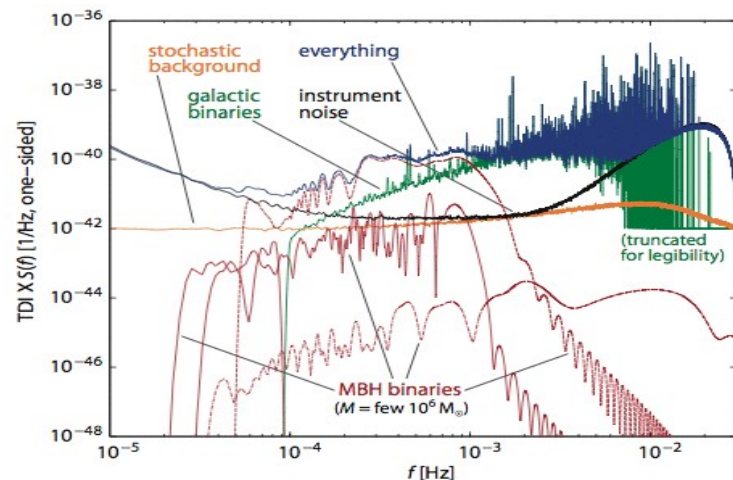 10⁻³⁶
stochastic
background
everything
10⁻³⁸
galactic
binaries
instrument
noise
10⁻⁴⁰
10⁻⁴²
(truncated
for legibility)
10⁻⁴⁴
10⁻⁴⁶
MBH binaries
(M = few 10⁶ M☉)
10⁻⁴⁸
10⁻⁵ 10⁻⁴ 10⁻³ 10⁻²
f [Hz]
TDI X S(f) [1/Hz, one-sided]